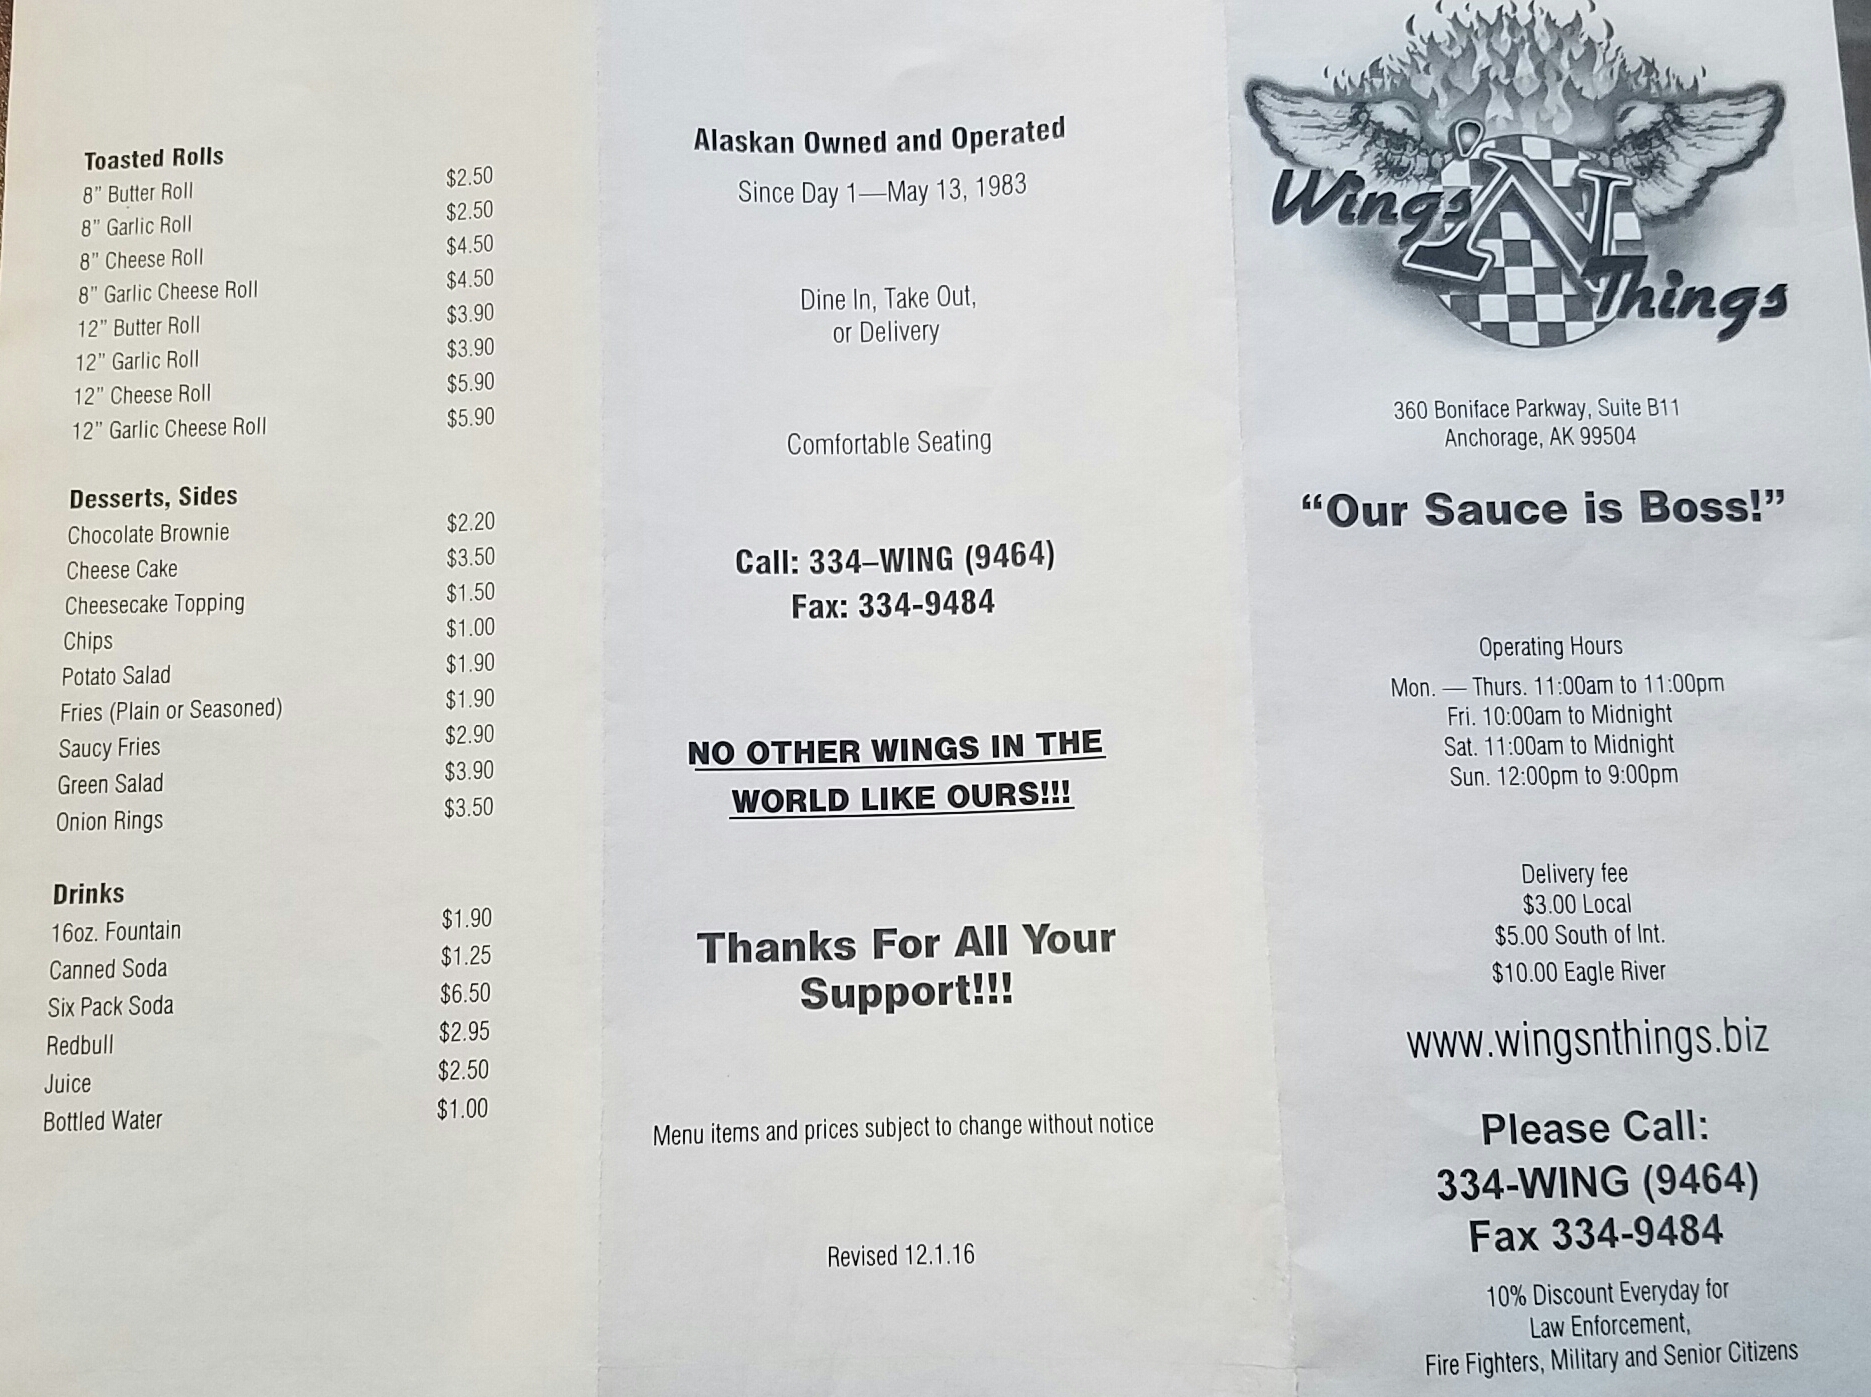 Toasted Rolls
8" Butter Roll $2.50
8" Garlic Roll $2.50
8" Cheese Roll $4.50
8" Garlic Cheese Roll $4.50
12" Butter Roll $3.90
12" Garlic Roll $3.90
12" Cheese Roll $5.90
12" Garlic Cheese Roll $5.90
Desserts, Sides
Chocolate Brownie $2.20
Cheese Cake $3.50
Cheesecake Topping $1.50
Chips $1.00
Potato Salad $1.90
Fries (Plain or Seasoned) $1.90
Saucy Fries $2.90
Green Salad $3.90
Onion Rings $3.50
Drinks
16oz. Fountain $1.90
Canned Soda $1.25
Six Pack Soda $6.50
Redbull $2.95
Juice $2.50
Bottled Water $1.00
Alaskan Owned and Operated
Since Day 1—May 13, 1983
Dine In, Take Out,
or Delivery
Comfortable Seating
Call: 334–WING (9464)
Fax: 334-9484
NO OTHER WINGS IN THE
WORLD LIKE OURS!!!
Thanks For All Your
Support!!!
Menu items and prices subject to change without notice
Revised 12.1.16
Wings 'N Things
360 Boniface Parkway, Suite B11
Anchorage, AK 99504
“Our Sauce is Boss!”
Operating Hours
Mon. — Thurs. 11:00am to 11:00pm
Fri. 10:00am to Midnight
Sat. 11:00am to Midnight
Sun. 12:00pm to 9:00pm
Delivery fee
$3.00 Local
$5.00 South of Int.
$10.00 Eagle River
www.wingsnthings.biz
Please Call:
334-WING (9464)
Fax 334-9484
10% Discount Everyday for
Law Enforcement,
Fire Fighters, Military and Senior Citizens